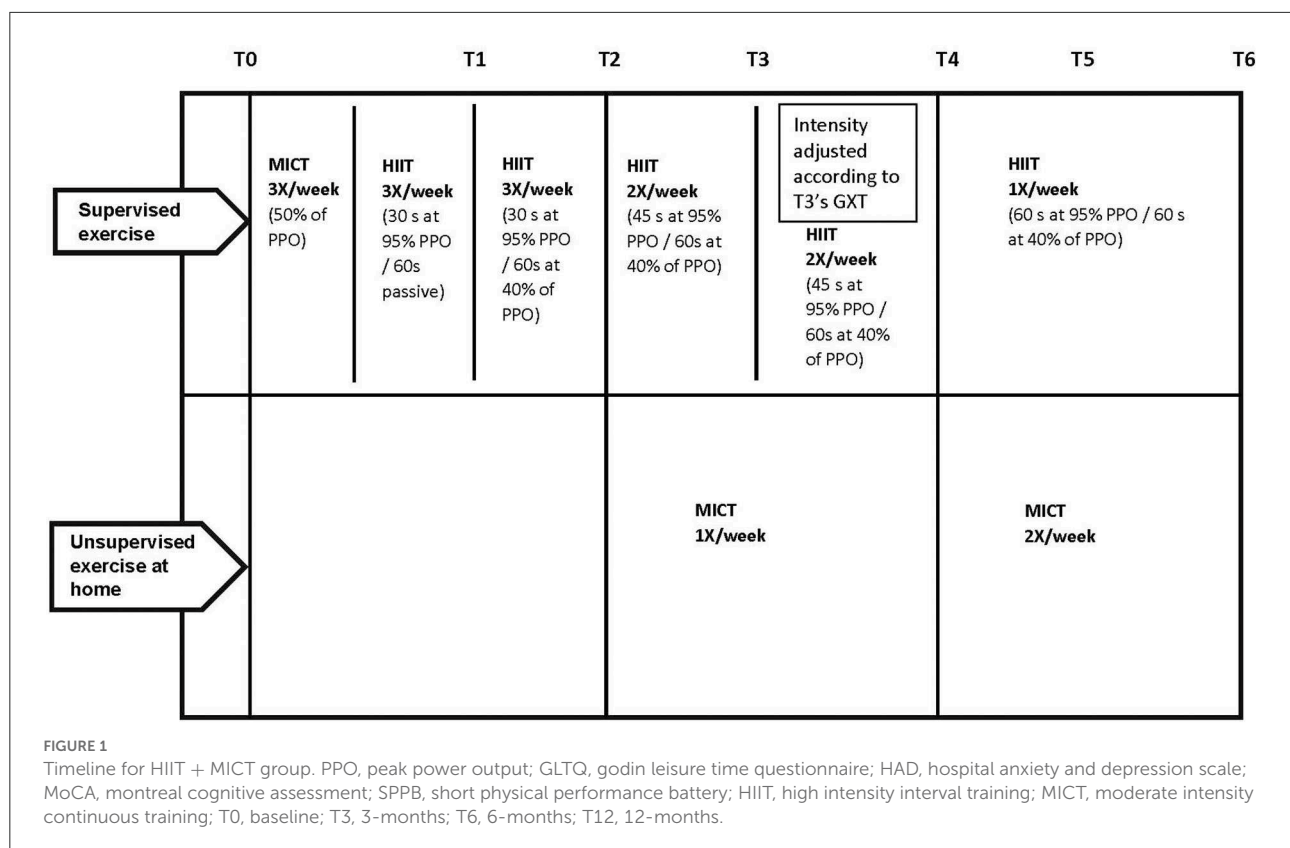 T0 T1 T2 T3 T4 T5 T6
Supervised
exercise
MICT
3X/week
(50% of
PPO)
HIIT
3X/week
(30 s at
95% PPO
/ 60s
passive)
HIIT
3X/week
(30 s at
95% PPO
/ 60s at
40% of
PPO)
HIIT
2X/week
(45 s at 95%
PPO / 60s at
40% of PPO)
Intensity
adjusted
according to
T3's GXT
HIIT
2X/week
(45 s at
95% PPO /
60s at 40%
of PPO)
HIIT
1X/week
(60 s at 95% PPO / 60 s
at 40% of PPO)
Unsupervised
exercise at
home
MICT
1X/week
MICT
2X/week
FIGURE 1
Timeline for HIIT + MICT group. PPO, peak power output; GLTQ, godin leisure time questionnaire; HAD, hospital anxiety and depression scale;
MoCA, montreal cognitive assessment; SPPB, short physical performance battery; HIIT, high intensity interval training; MICT, moderate intensity
continuous training; T0, baseline; T3, 3-months; T6, 6-months; T12, 12-months.